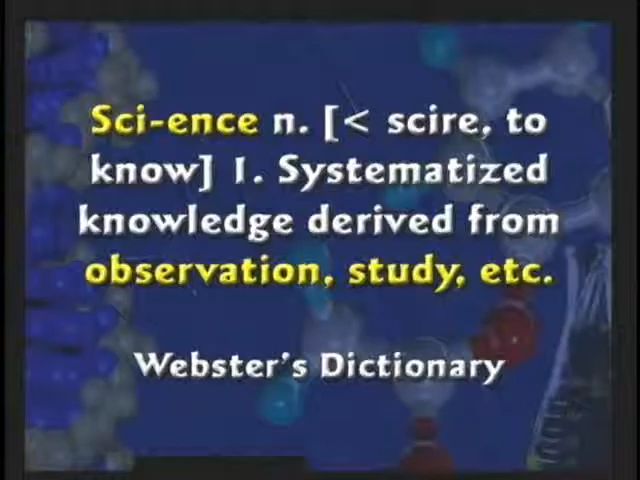 Sci-ence n. [< scire, to
know] 1. Systematized
knowledge derived from
observation, study, etc.
Webster's Dictionary